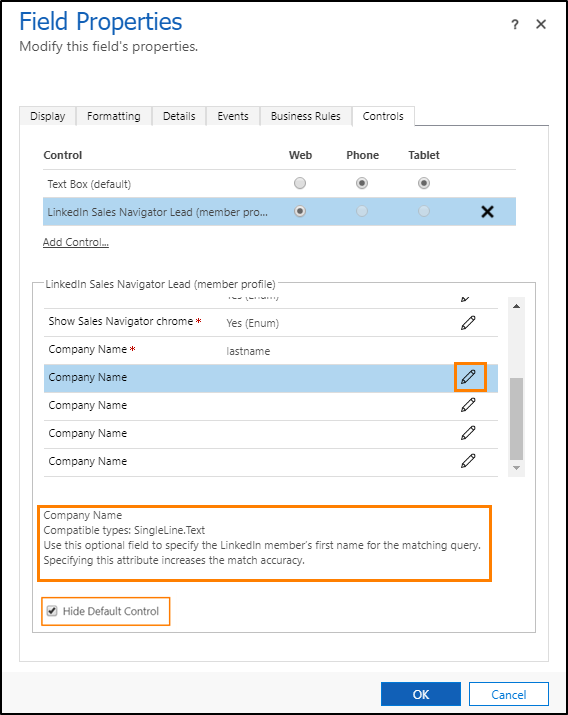 Field Properties
?
Modify this field's properties.
Display Formatting Details Events Business Rules Controls
Control Web Phone Tablet
Text Box (default)
LinkedIn Sales Navigator Lead (member pro...
Add Control...
LinkedIn Sales Navigator Lead (member profile)
Yes (Enum)
Show Sales Navigator chrome * Yes (Enum)
Company Name * lastname
Company Name
Company Name
Company Name
Company Name
Company Name
Compatible types: SingleLine.Text
Use this optional field to specify the LinkedIn member's first name for the matching query.
Specifying this attribute increases the match accuracy.
Hide Default Control
OK Cancel